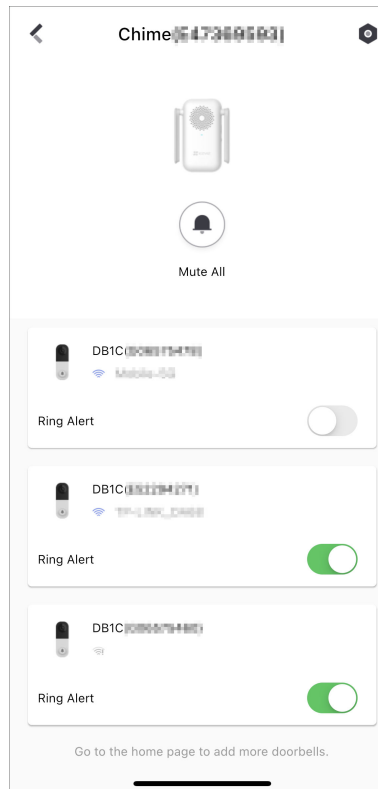 Chime
Mute All
DB1C
Ring Alert
DB1C
Ring Alert
DB1C
Ring Alert
Go to the home page to add more doorbells.